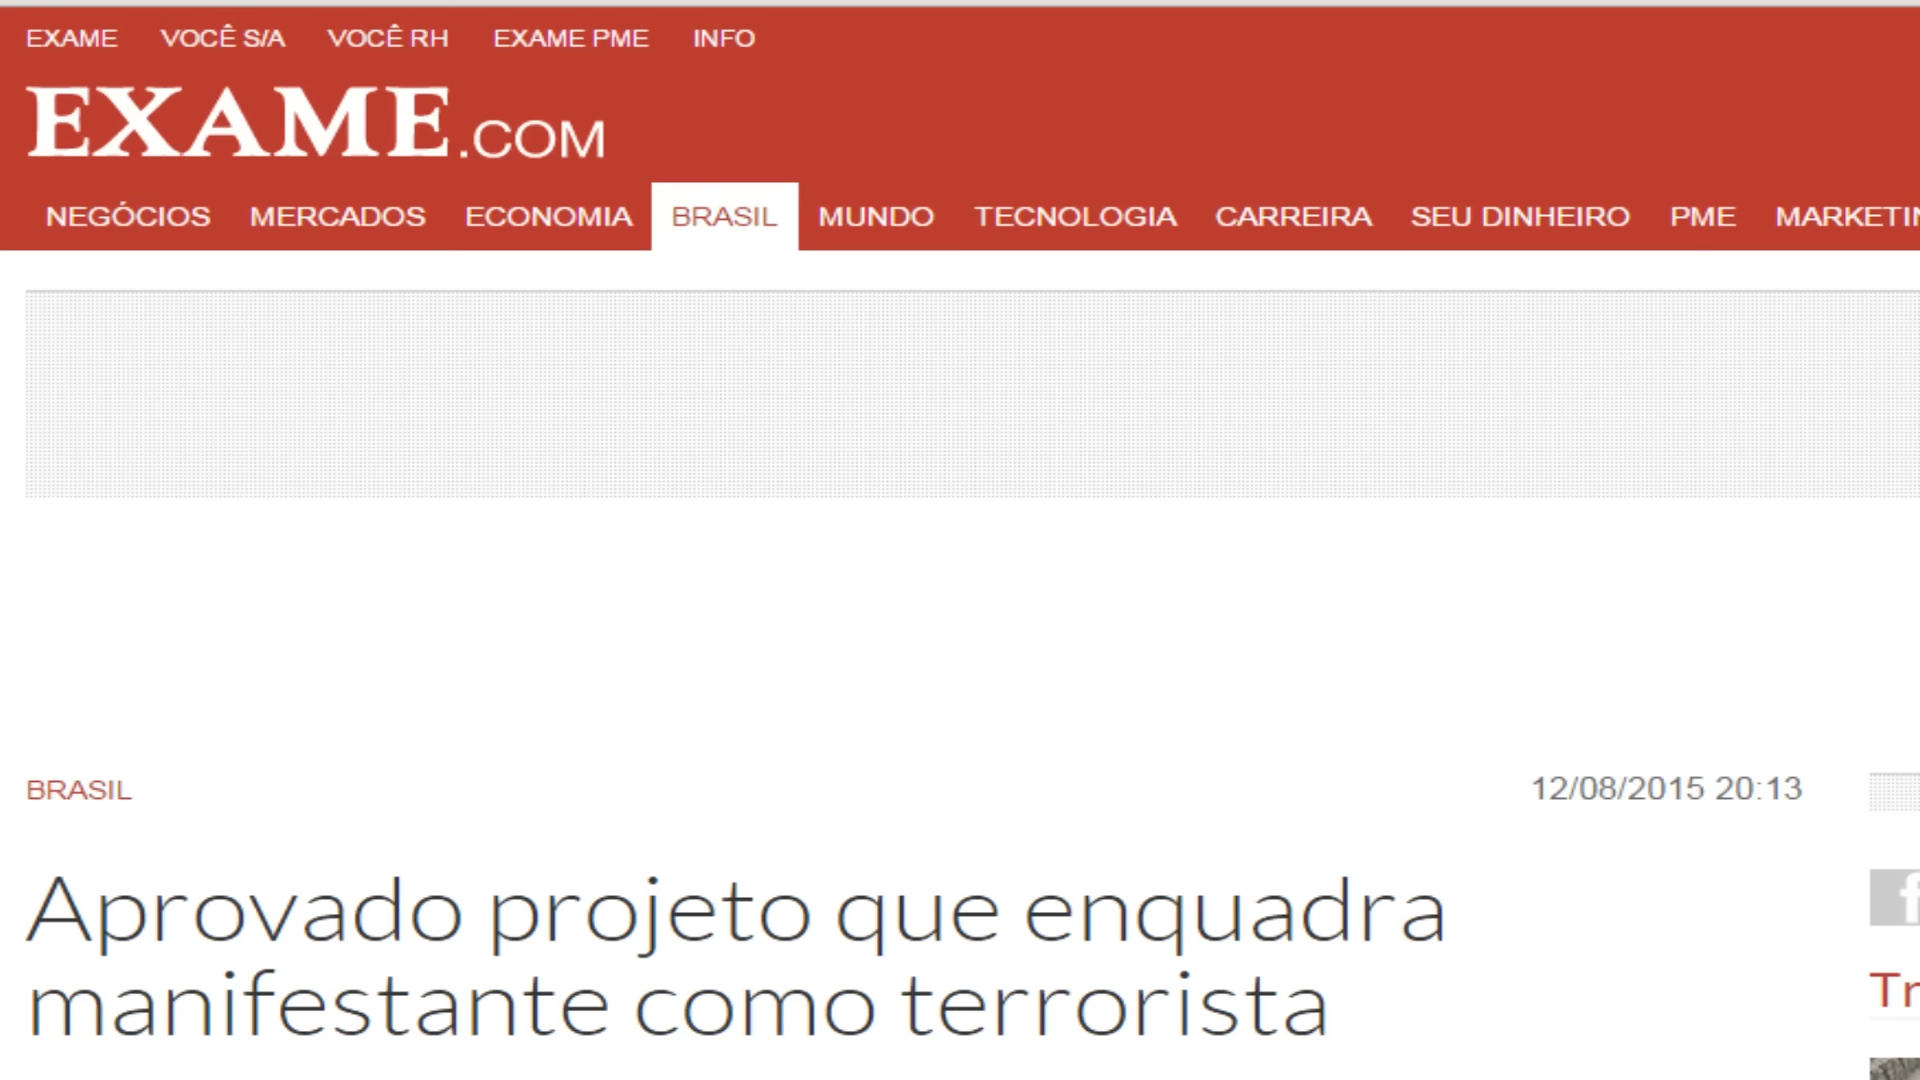 EXAME VOCÊ S/A VOCÊ RH EXAME PME INFO
EXAME.COM
NEGÓCIOS MERCADOS ECONOMIA BRASIL MUNDO TECNOLOGIA CARREIRA SEU DINHEIRO PME
BRASIL 12/08/2015 20:13
Aprovado projeto que enquadra
manifestante como terrorista